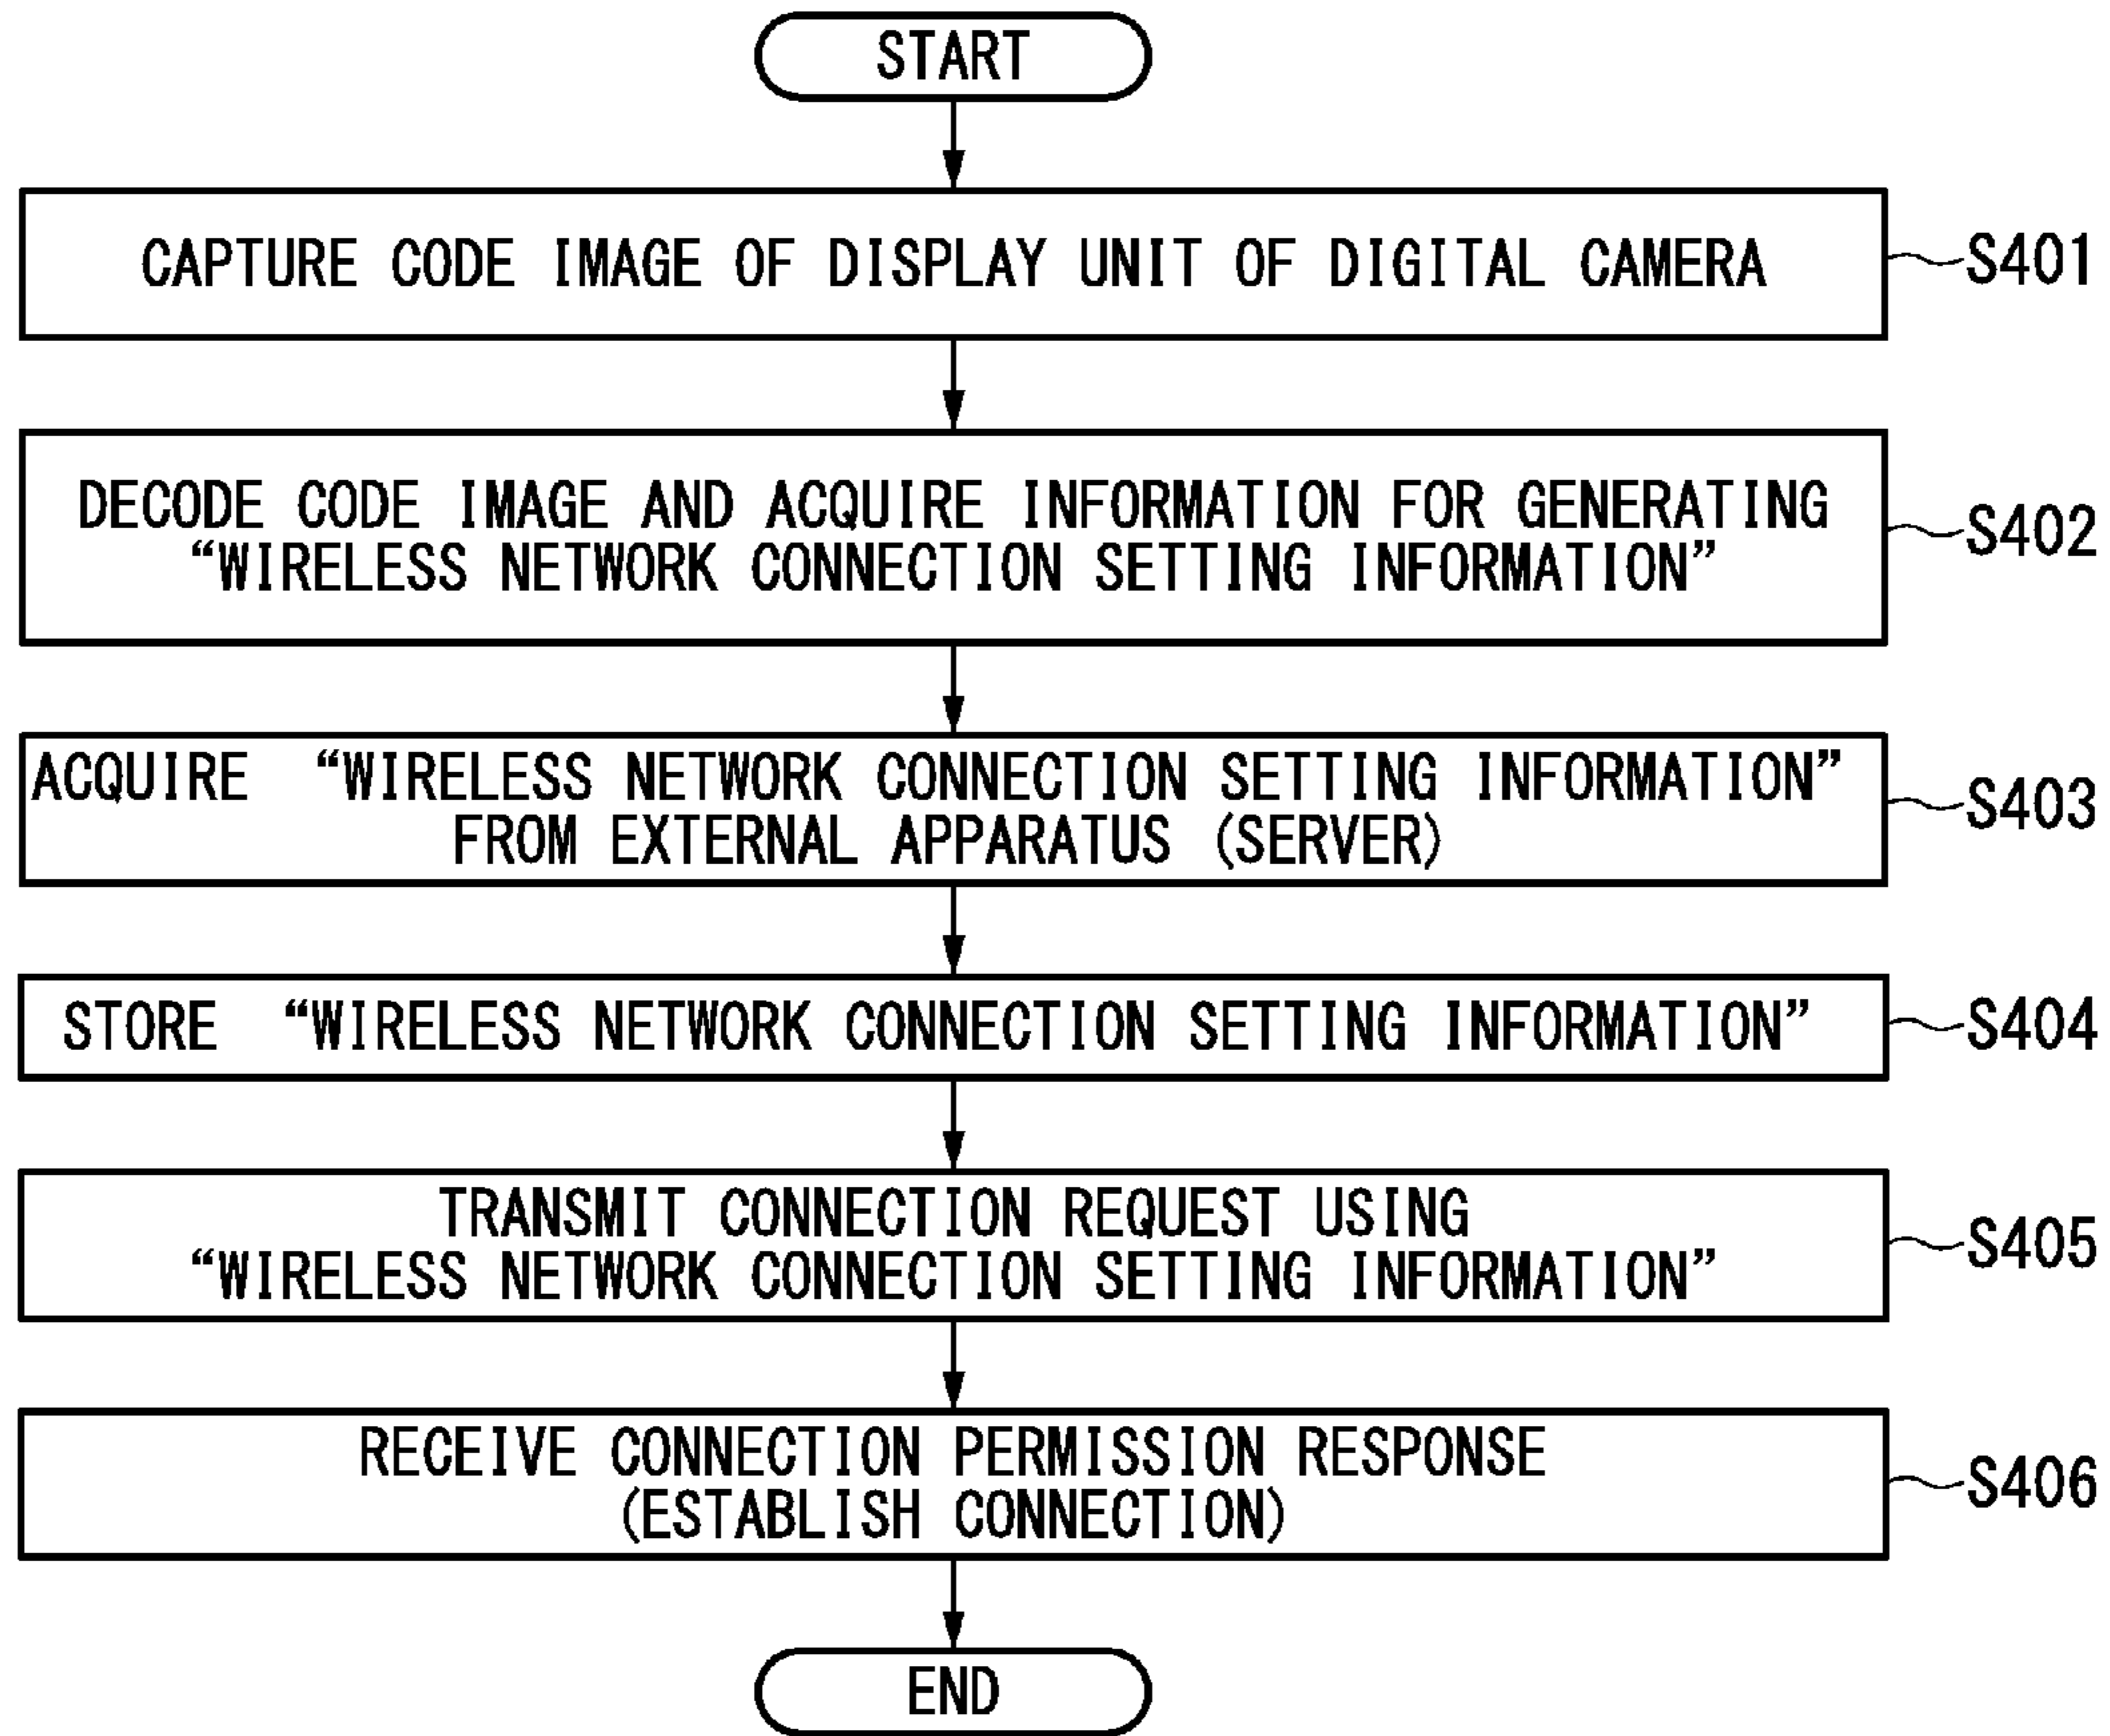 START
CAPTURE CODE IMAGE OF DISPLAY UNIT OF DIGITAL CAMERA
S401
DECODE CODE IMAGE AND ACQUIRE INFORMATION FOR GENERATING
“WIRELESS NETWORK CONNECTION SETTING INFORMATION”
S402
ACQUIRE “WIRELESS NETWORK CONNECTION SETTING INFORMATION”
FROM EXTERNAL APPARATUS (SERVER)
S403
STORE “WIRELESS NETWORK CONNECTION SETTING INFORMATION”
S404
TRANSMIT CONNECTION REQUEST USING
“WIRELESS NETWORK CONNECTION SETTING INFORMATION”
S405
RECEIVE CONNECTION PERMISSION RESPONSE
(ESTABLISH CONNECTION)
S406
END